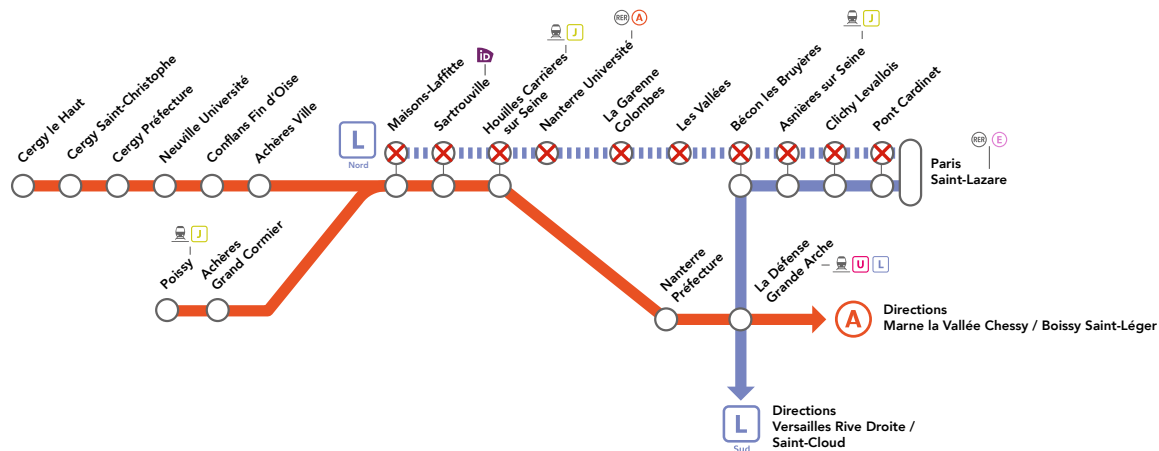 Cergy le Haut
Cergy Saint-Christophe
Cergy Préfecture
Neuville Université
Conflans Fin d'Oise
Achères Ville
L
Nord
Maisons-Laffitte
Sartrouville
iD
Houilles Carrières
sur Seine
J
Nanterre Université
RER A
La Garenne
Colombes
Les Vallées
Bécon les Bruyères
Asnières sur Seine
J
Clichy Levallois
Pont Cardinet
RER E
Paris
Saint-Lazare
J
Poissy
Achères
Grand Cormier
Nanterre
Préfecture
La Défense
Grande Arche
U L
A
Directions
Marne la Vallée Chessy / Boissy Saint-Léger
L
Sud
Directions
Versailles Rive Droite /
Saint-Cloud